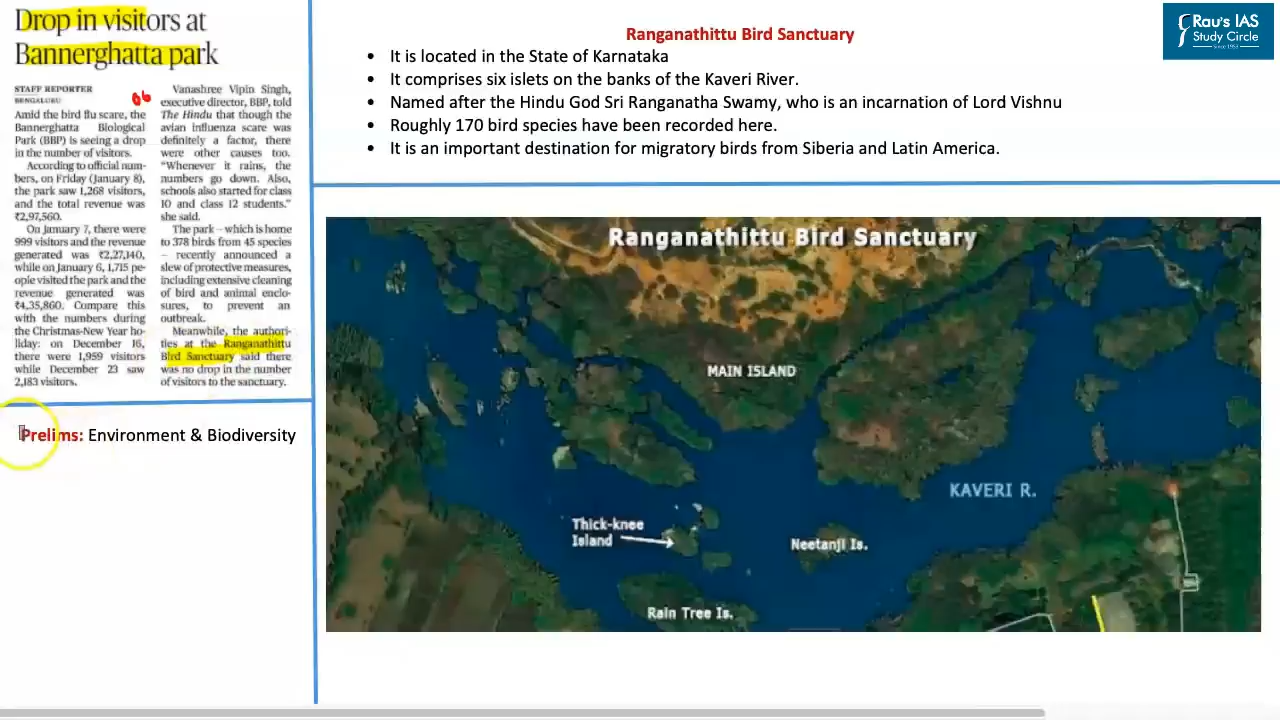 Drop in visitors at
Bannerghatta park
STAFF REPORTER
BENGALURU
06
Amid the bird flu scare, the
Bannerghatta Biological
Park (BBP) is seeing a drop
in the number of visitors.
According to official num-
bers, on Friday (January 8),
the park saw 1,268 visitors,
and the total revenue was
₹2,97,560.
On January 7, there were
999 visitors and the revenue
generated was ₹2,27,140,
while on January 6, 1,715 pe-
ople visited the park and the
revenue generated was
₹4,35,860. Compare this
with the numbers during
the Christmas-New Year ho-
liday: on December 16,
there were 1,959 visitors
while December 23 saw
2,183 visitors.
Vanashree Vipin Singh,
executive director, BBP, told
The Hindu that though the
avian influenza scare was
definitely a factor, there
were other causes too.
“Whenever it rains, the
numbers go down. Also,
schools also started for class
10 and class 12 students.”
she said.
The park – which is home
to 378 birds from 45 species
– recently announced a
slew of protective measures,
including extensive cleaning
of bird and animal enclo-
sures, to prevent an
outbreak.
Meanwhile, the authori-
ties at the Ranganathittu
Bird Sanctuary said there
was no drop in the number
of visitors to the sanctuary.
Prelims: Environment & Biodiversity
Ranganathittu Bird Sanctuary
• It is located in the State of Karnataka
• It comprises six islets on the banks of the Kaveri River.
• Named after the Hindu God Sri Ranganatha Swamy, who is an incarnation of Lord Vishnu
• Roughly 170 bird species have been recorded here.
• It is an important destination for migratory birds from Siberia and Latin America.
Rau's IAS
Study Circle
Since 1953
Ranganathittu Bird Sanctuary
MAIN ISLAND
KAVERI R.
Thick-knee
Island
Neetanji Is.
Rain Tree Is.